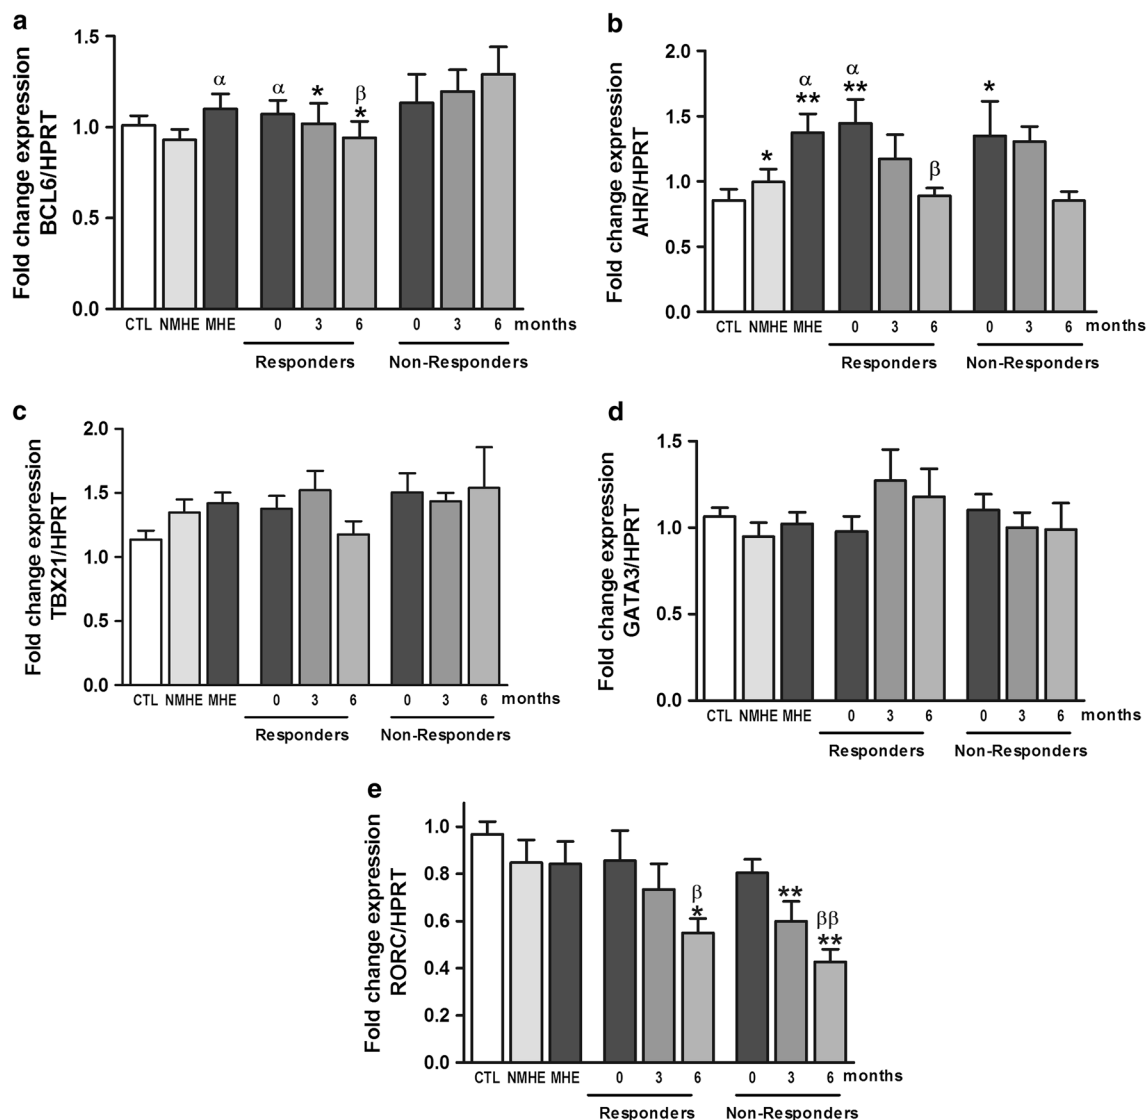 a
Fold change expression
BCL6/HPRT
1.5
1.0
0.5
0.0
α
α
*
β
*
CTL NMHE MHE 0 3 6 0 3 6 months
Responders Non-Responders
b
Fold change expression
AHR/HPRT
2.0
1.5
1.0
0.5
0.0
*
α
**
α
**
β
*
CTL NMHE MHE 0 3 6 0 3 6 months
Responders Non-Responders
c
Fold change expression
TBX21/HPRT
2.0
1.5
1.0
0.5
0.0
CTL NMHE MHE 0 3 6 0 3 6 months
Responders Non-Responders
d
Fold change expression
GATA3/HPRT
1.5
1.0
0.5
0.0
CTL NMHE MHE 0 3 6 0 3 6 months
Responders Non-Responders
e
Fold change expression
RORC/HPRT
1.0
0.8
0.6
0.4
0.2
0.0
β
*
**
ββ
**
CTL NMHE MHE 0 3 6 0 3 6 months
Responders Non-Responders